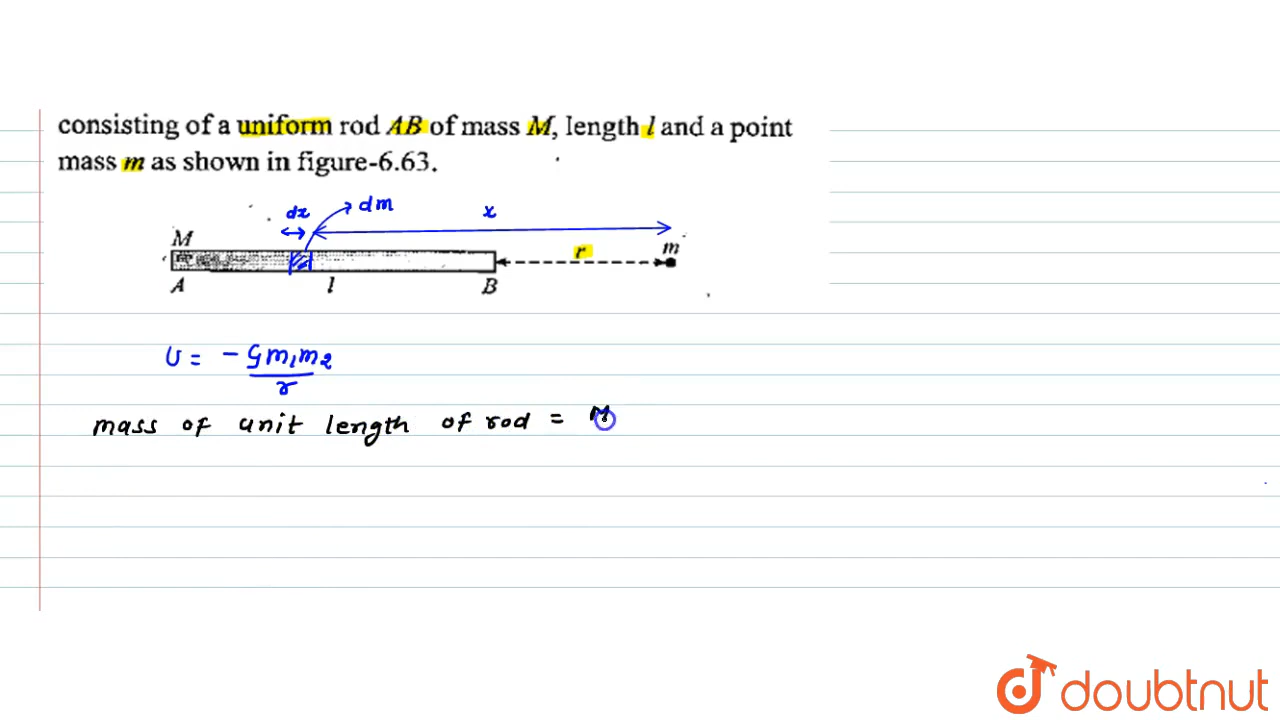 consisting of a uniform rod AB of mass M, length l and a point
mass m as shown in figure-6.63.
dx dm x
M r m
A l B
U = - Gm1m2
r
mass of unit length of rod = M
doubtnut